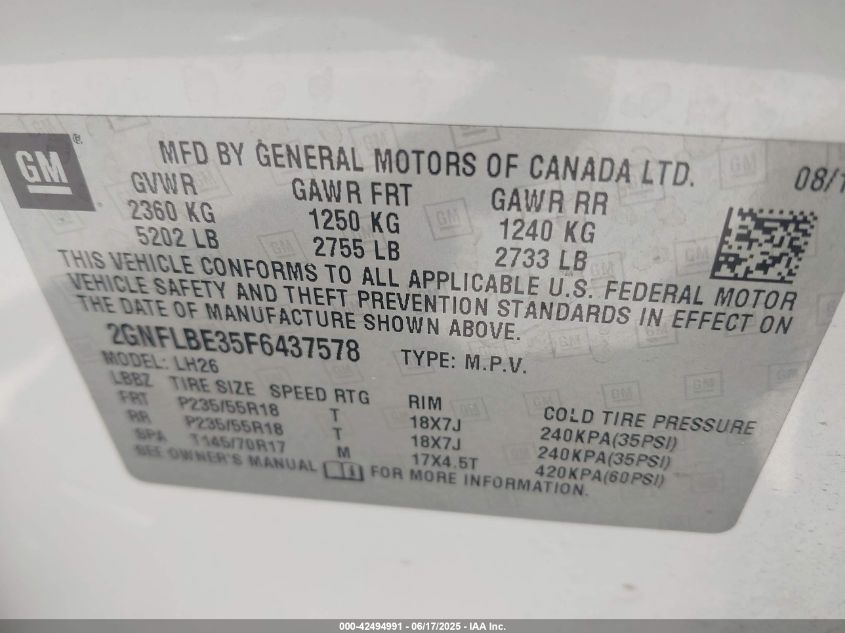 GM
MFD BY GENERAL MOTORS OF CANADA LTD. 08/1
GVWR GAWR FRT GAWR RR
2360 KG 1250 KG 1240 KG
5202 LB 2755 LB 2733 LB
THIS VEHICLE CONFORMS TO ALL APPLICABLE U.S. FEDERAL MOTOR
VEHICLE SAFETY AND THEFT PREVENTION STANDARDS IN EFFECT ON
THE DATE OF MANUFACTURE SHOWN ABOVE.
2GNFLBE35F6437578 TYPE: M.P.V.
MODEL: LH26
LBBZ TIRE SIZE SPEED RTG RIM COLD TIRE PRESSURE
FRT P235/55R18 T 18X7J 240KPA(35PSI)
RR P235/55R18 T 18X7J 240KPA(35PSI)
SPA T145/70R17 M 17X4.5T 420KPA(60PSI)
SEE OWNER'S MANUAL FOR MORE INFORMATION.
000-42494991 - 06/17/2025 - IAA Inc.